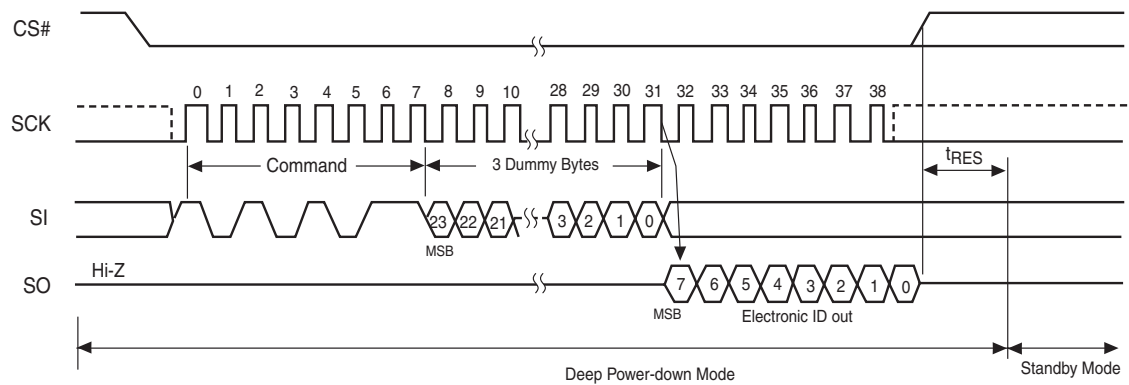 CS#
0 1 2 3 4 5 6 7 8 9 10 28 29 30 31 32 33 34 35 36 37 38
SCK
Command
3 Dummy Bytes
tRES
SI
23 22 21 3 2 1 0
MSB
Hi-Z
SO
7 6 5 4 3 2 1 0
MSB
Electronic ID out
Deep Power-down Mode
Standby Mode